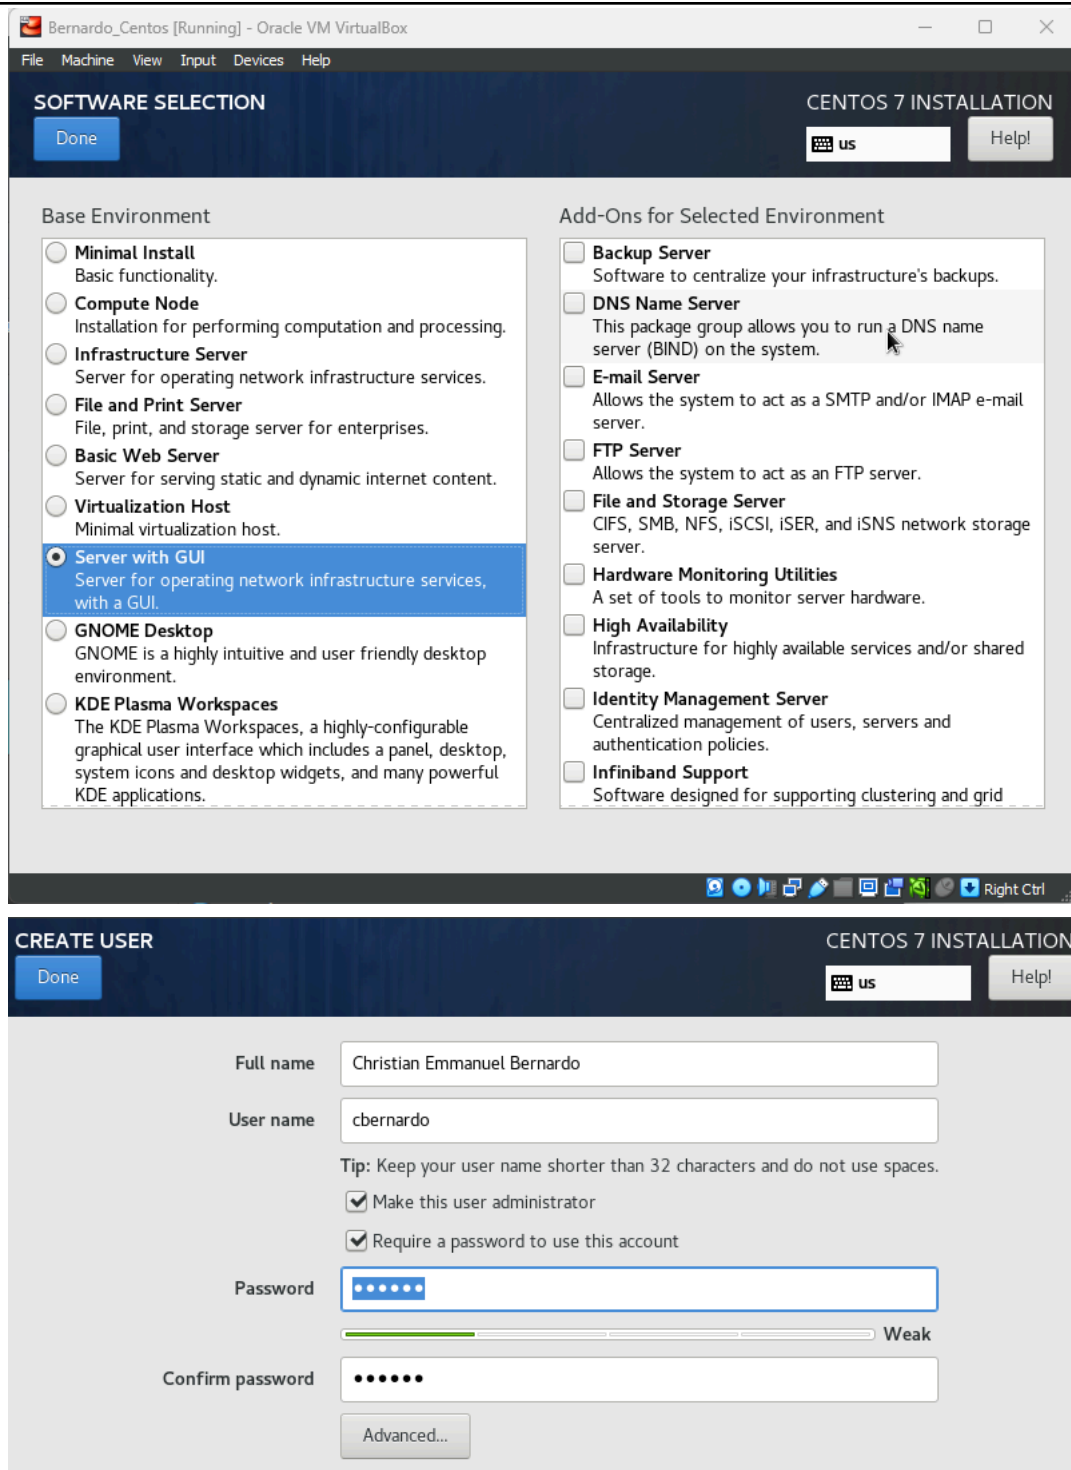 Bernardo_Centos [Running] - Oracle VM VirtualBox
File Machine View Input Devices Help
SOFTWARE SELECTION
CENTOS 7 INSTALLATION
Done
us
Help!
Base Environment
Minimal Install
Basic functionality.
Compute Node
Installation for performing computation and processing.
Infrastructure Server
Server for operating network infrastructure services.
File and Print Server
File, print, and storage server for enterprises.
Basic Web Server
Server for serving static and dynamic internet content.
Virtualization Host
Minimal virtualization host.
Server with GUI
Server for operating network infrastructure services,
with a GUI.
GNOME Desktop
GNOME is a highly intuitive and user friendly desktop
environment.
KDE Plasma Workspaces
The KDE Plasma Workspaces, a highly-configurable
graphical user interface which includes a panel, desktop,
system icons and desktop widgets, and many powerful
KDE applications.
Add-Ons for Selected Environment
Backup Server
Software to centralize your infrastructure's backups.
DNS Name Server
This package group allows you to run a DNS name
server (BIND) on the system.
E-mail Server
Allows the system to act as a SMTP and/or IMAP e-mail
server.
FTP Server
Allows the system to act as an FTP server.
File and Storage Server
CIFS, SMB, NFS, iSCSI, iSER, and iSNS network storage
server.
Hardware Monitoring Utilities
A set of tools to monitor server hardware.
High Availability
Infrastructure for highly available services and/or shared
storage.
Identity Management Server
Centralized management of users, servers and
authentication policies.
Infiniband Support
Software designed for supporting clustering and grid
Right Ctrl
CREATE USER
CENTOS 7 INSTALLATION
Done
us
Help!
Full name
Christian Emmanuel Bernardo
User name
cbernardo
Tip: Keep your user name shorter than 32 characters and do not use spaces.
Make this user administrator
Require a password to use this account
Password
••••••
Weak
Confirm password
••••••
Advanced...